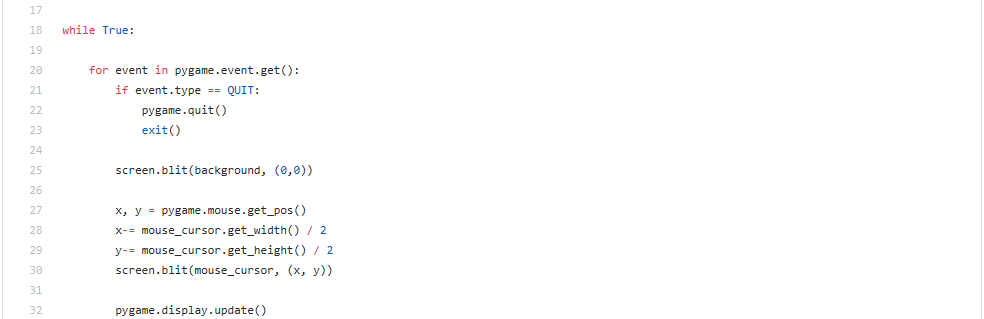 17
18 while True:
19
20     for event in pygame.event.get():
21         if event.type == QUIT:
22             pygame.quit()
23             exit()
24
25         screen.blit(background, (0,0))
26
27         x, y = pygame.mouse.get_pos()
28         x-= mouse_cursor.get_width() / 2
29         y-= mouse_cursor.get_height() / 2
30         screen.blit(mouse_cursor, (x, y))
31
32         pygame.display.update()